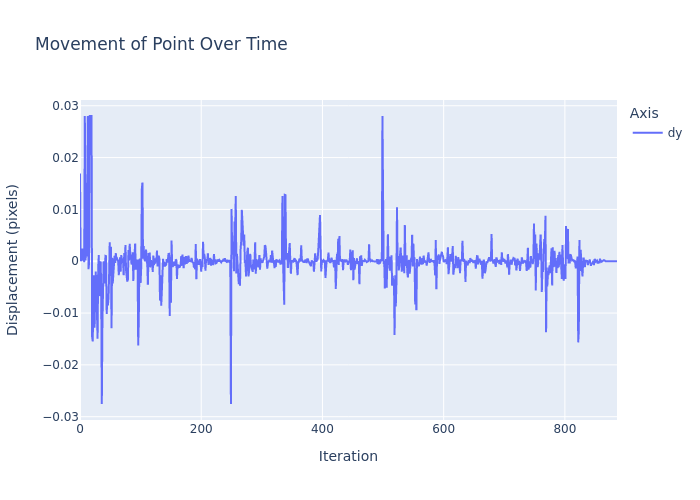 Movement of Point Over Time
Axis
dy
Displacement (pixels)
0.03
0.02
0.01
0
−0.01
−0.02
−0.03
0 200 400 600 800
Iteration